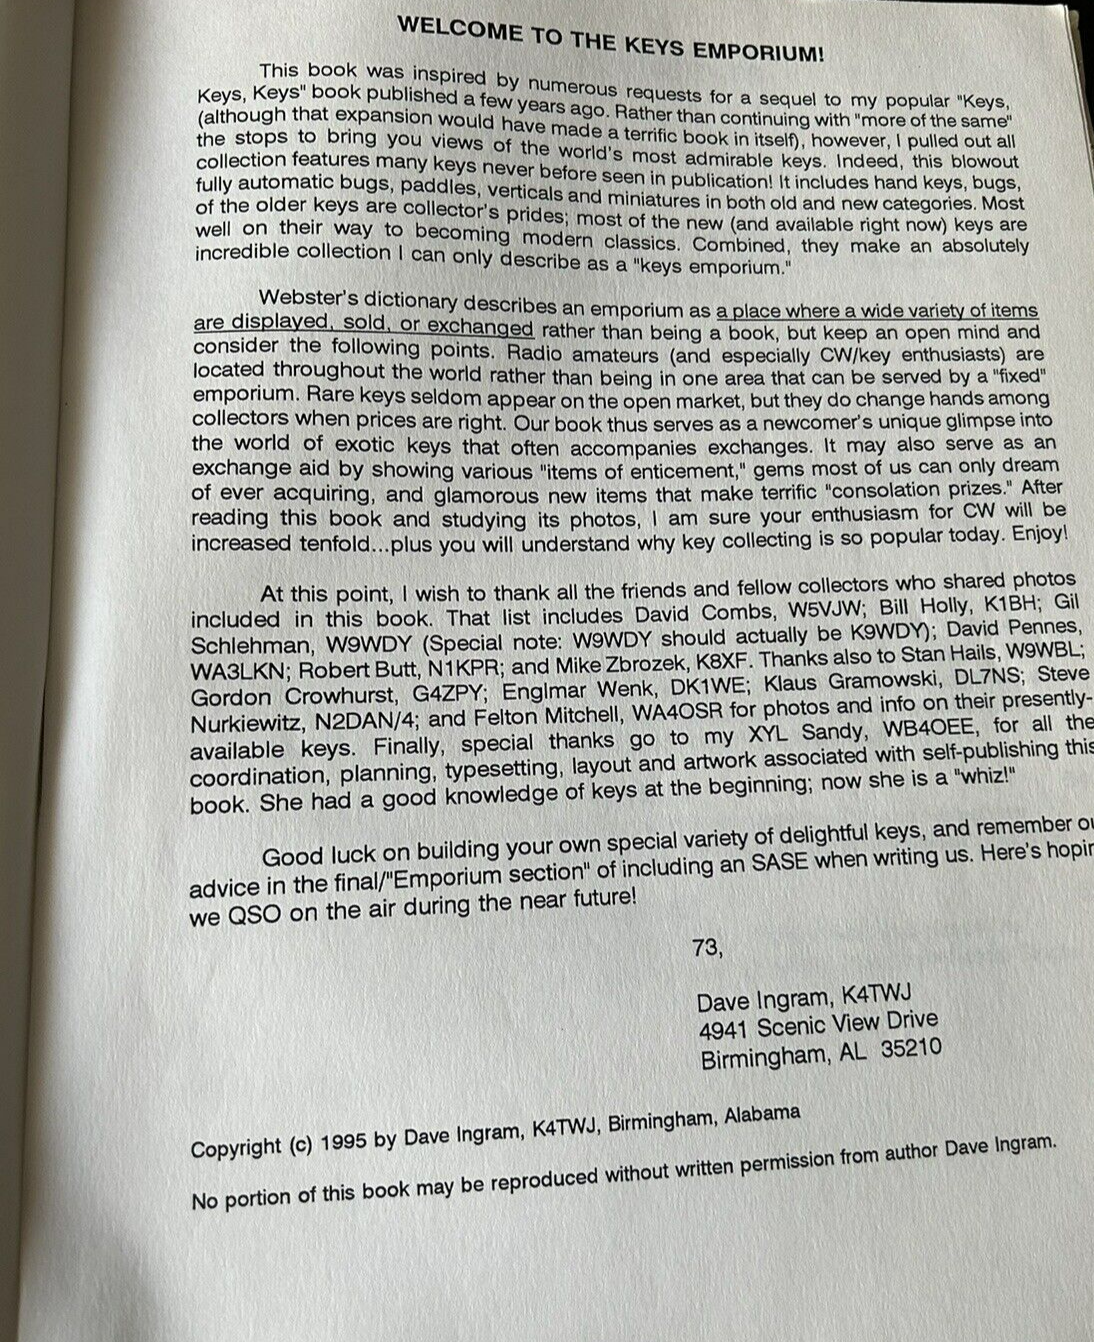 WELCOME TO THE KEYS EMPORIUM!
This book was inspired by numerous requests for a sequel to my popular "Keys,
Keys, Keys" book published a few years ago. Rather than continuing with "more of the same"
(although that expansion would have made a terrific book in itself), however, I pulled out all
the stops to bring you views of the world's most admirable keys. Indeed, this blowout
collection features many keys never before seen in publication! It includes hand keys, bugs,
fully automatic bugs, paddles, verticals and miniatures in both old and new categories. Most
of the older keys are collector's prides; most of the new (and available right now) keys are
well on their way to becoming modern classics. Combined, they make an absolutely
incredible collection I can only describe as a "keys emporium."
Webster's dictionary describes an emporium as a place where a wide variety of items
are displayed, sold, or exchanged rather than being a book, but keep an open mind and
consider the following points. Radio amateurs (and especially CW/key enthusiasts) are
located throughout the world rather than being in one area that can be served by a "fixed"
emporium. Rare keys seldom appear on the open market, but they do change hands among
collectors when prices are right. Our book thus serves as a newcomer's unique glimpse into
the world of exotic keys that often accompanies exchanges. It may also serve as an
exchange aid by showing various "items of enticement," gems most of us can only dream
of ever acquiring, and glamorous new items that make terrific "consolation prizes." After
reading this book and studying its photos, I am sure your enthusiasm for CW will be
increased tenfold...plus you will understand why key collecting is so popular today. Enjoy!
At this point, I wish to thank all the friends and fellow collectors who shared photos
included in this book. That list includes David Combs, W5VJW; Bill Holly, K1BH; Gil
Schlehman, W9WDY (Special note: W9WDY should actually be K9WDY); David Pennes,
WA3LKN; Robert Butt, N1KPR; and Mike Zbrozek, K8XF. Thanks also to Stan Hails, W9WBL;
Gordon Crowhurst, G4ZPY; Englmar Wenk, DK1WE; Klaus Gramowski, DL7NS; Steve
Nurkiewitz, N2DAN/4; and Felton Mitchell, WA4OSR for photos and info on their presently-
available keys. Finally, special thanks go to my XYL Sandy, WB4OEE, for all the
coordination, planning, typesetting, layout and artwork associated with self-publishing this
book. She had a good knowledge of keys at the beginning; now she is a "whiz!"
Good luck on building your own special variety of delightful keys, and remember ou
advice in the final/"Emporium section" of including an SASE when writing us. Here's hopin
we QSO on the air during the near future!
73,
Dave Ingram, K4TWJ
4941 Scenic View Drive
Birmingham, AL 35210
Copyright (c) 1995 by Dave Ingram, K4TWJ, Birmingham, Alabama
No portion of this book may be reproduced without written permission from author Dave Ingram.